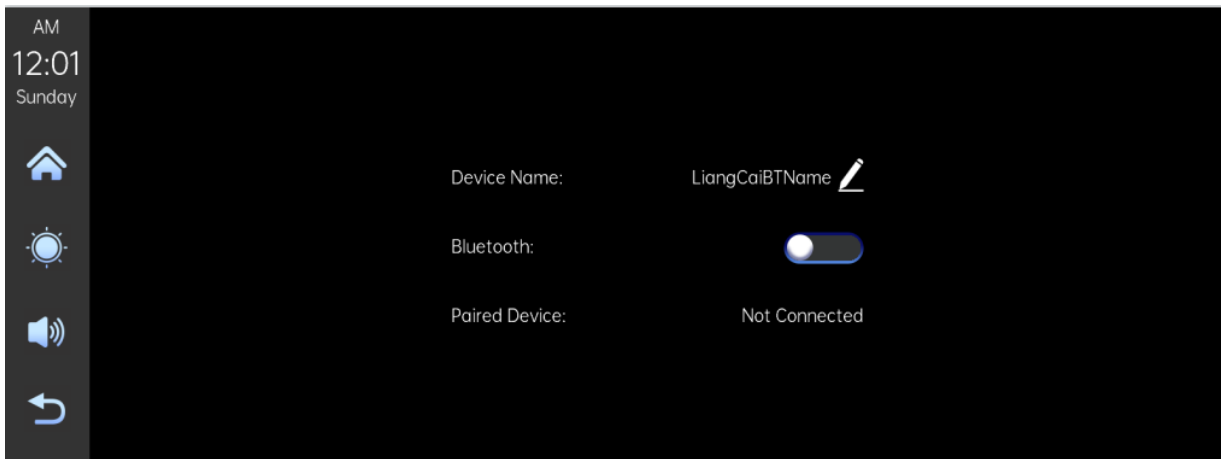 AM
12:01
Sunday
Device Name: LiangCaiBTName
Bluetooth:
Paired Device: Not Connected